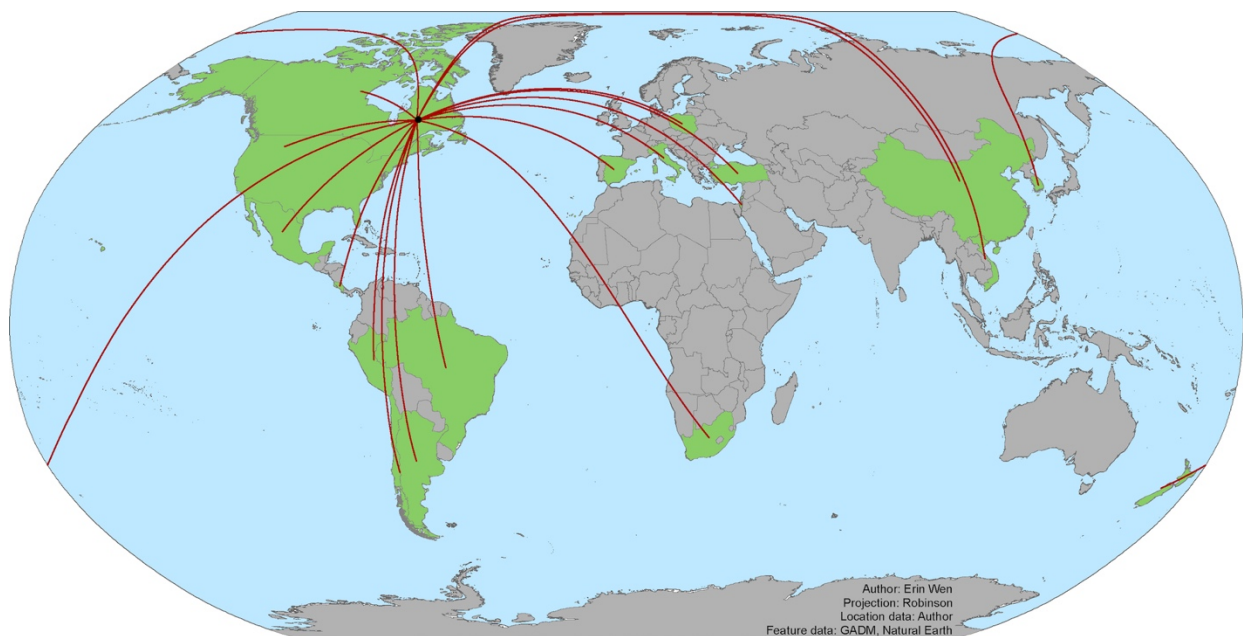 Author: Erin Wen
Projection: Robinson
Location data: Author
Feature data: GADM, Natural Earth